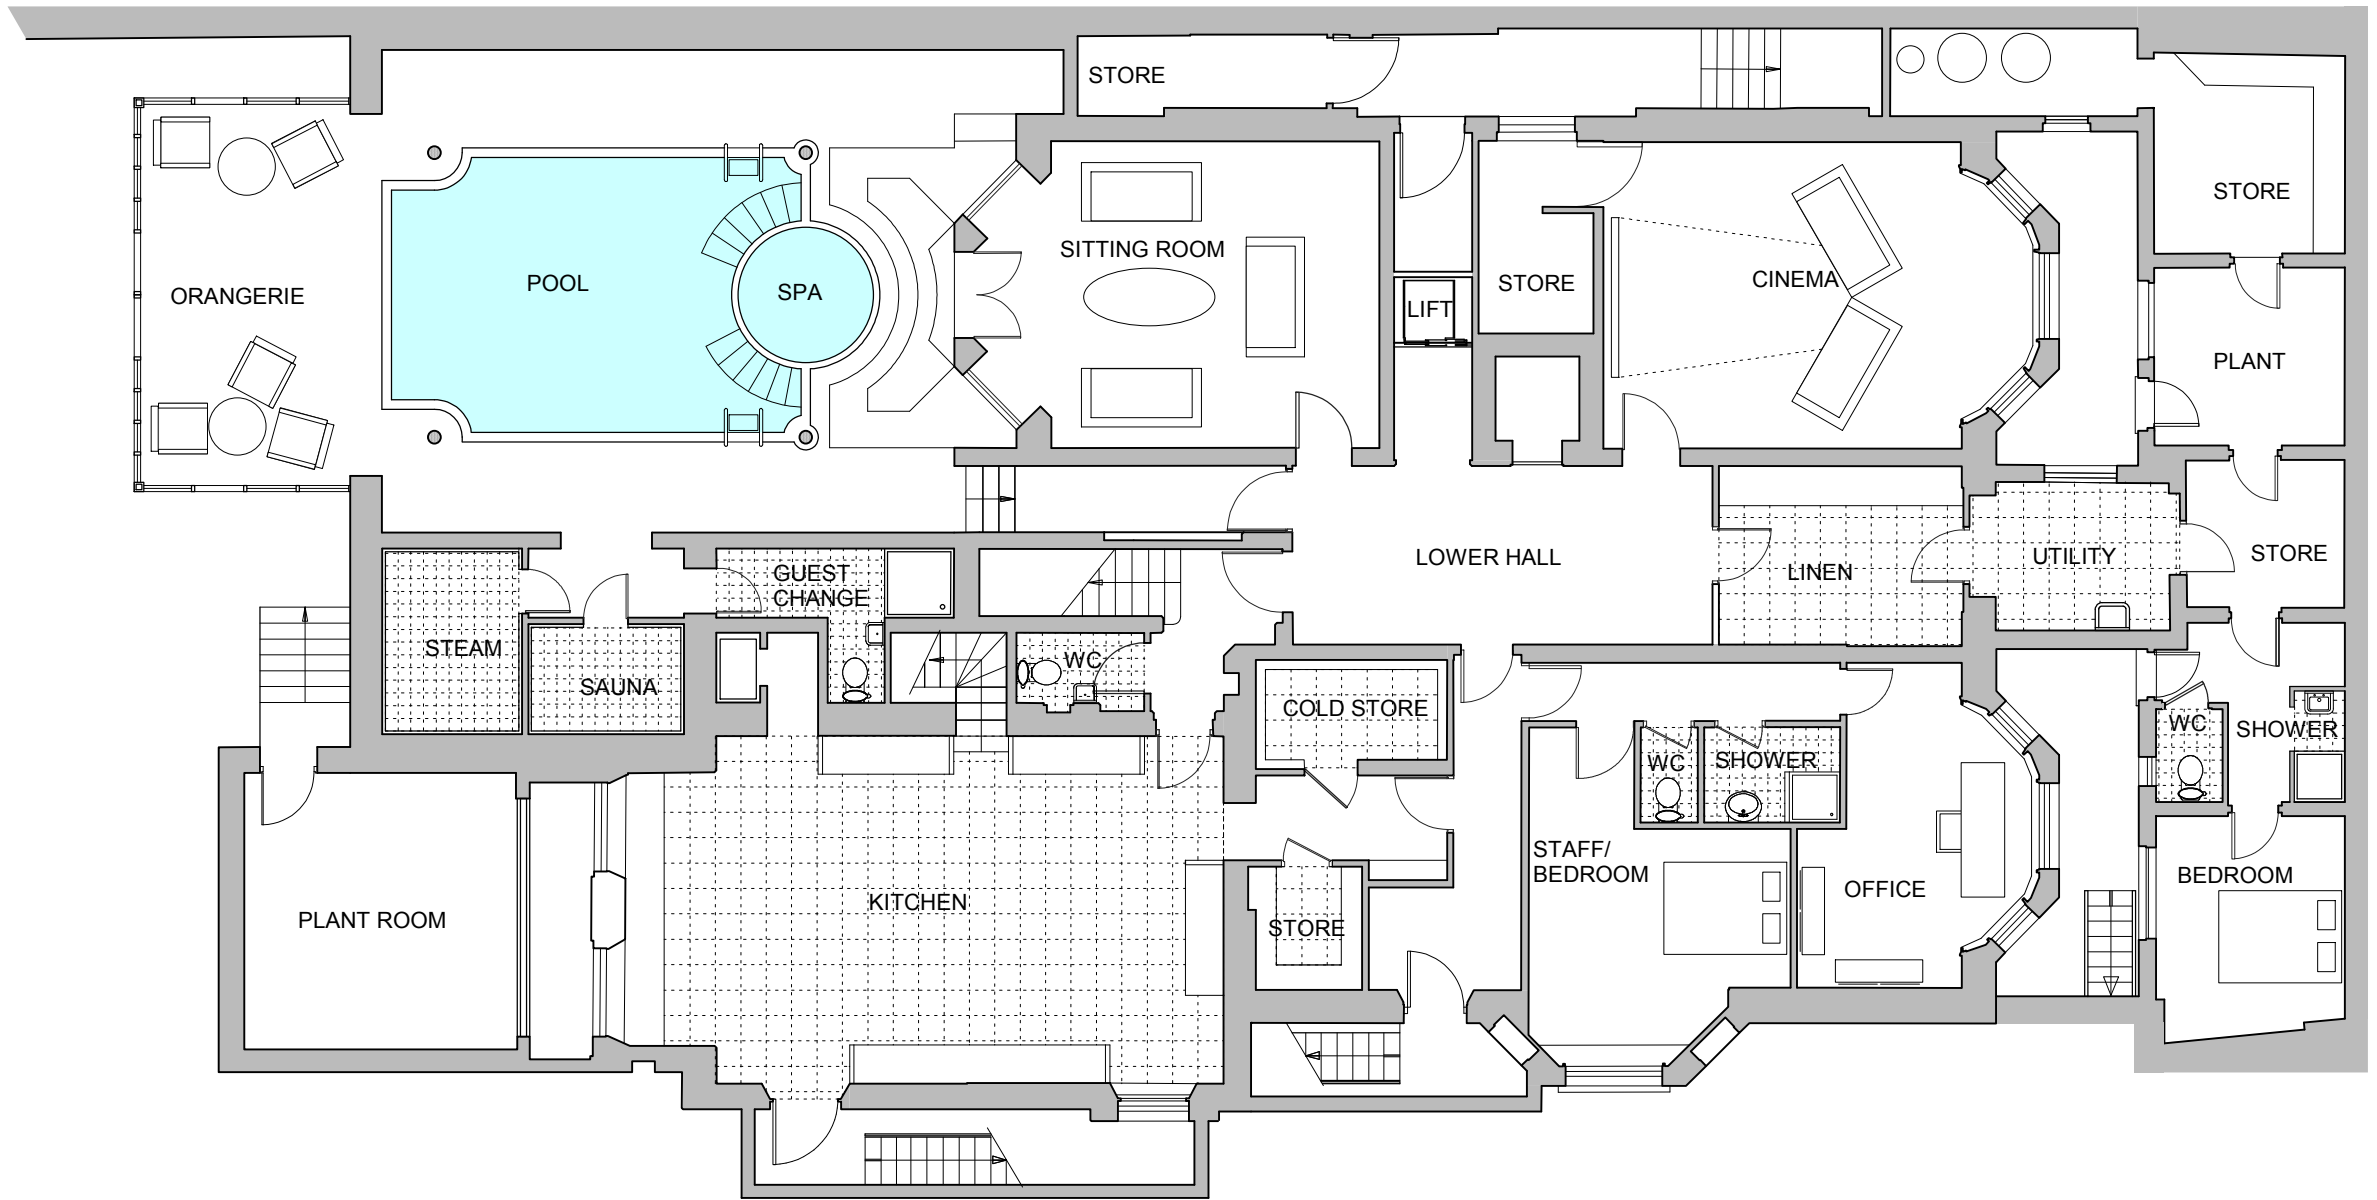 STORE
STORE
SITTING ROOM
CINEMA
STORE
POOL
SPA
ORANGERIE
LIFT
PLANT
LOWER HALL
UTILITY
STORE
LINEN
GUEST
CHANGE
STEAM
SAUNA
WC
COLD STORE
WC
SHOWER
WC
SHOWER
STAFF/
BEDROOM
BEDROOM
OFFICE
KITCHEN
PLANT ROOM
STORE